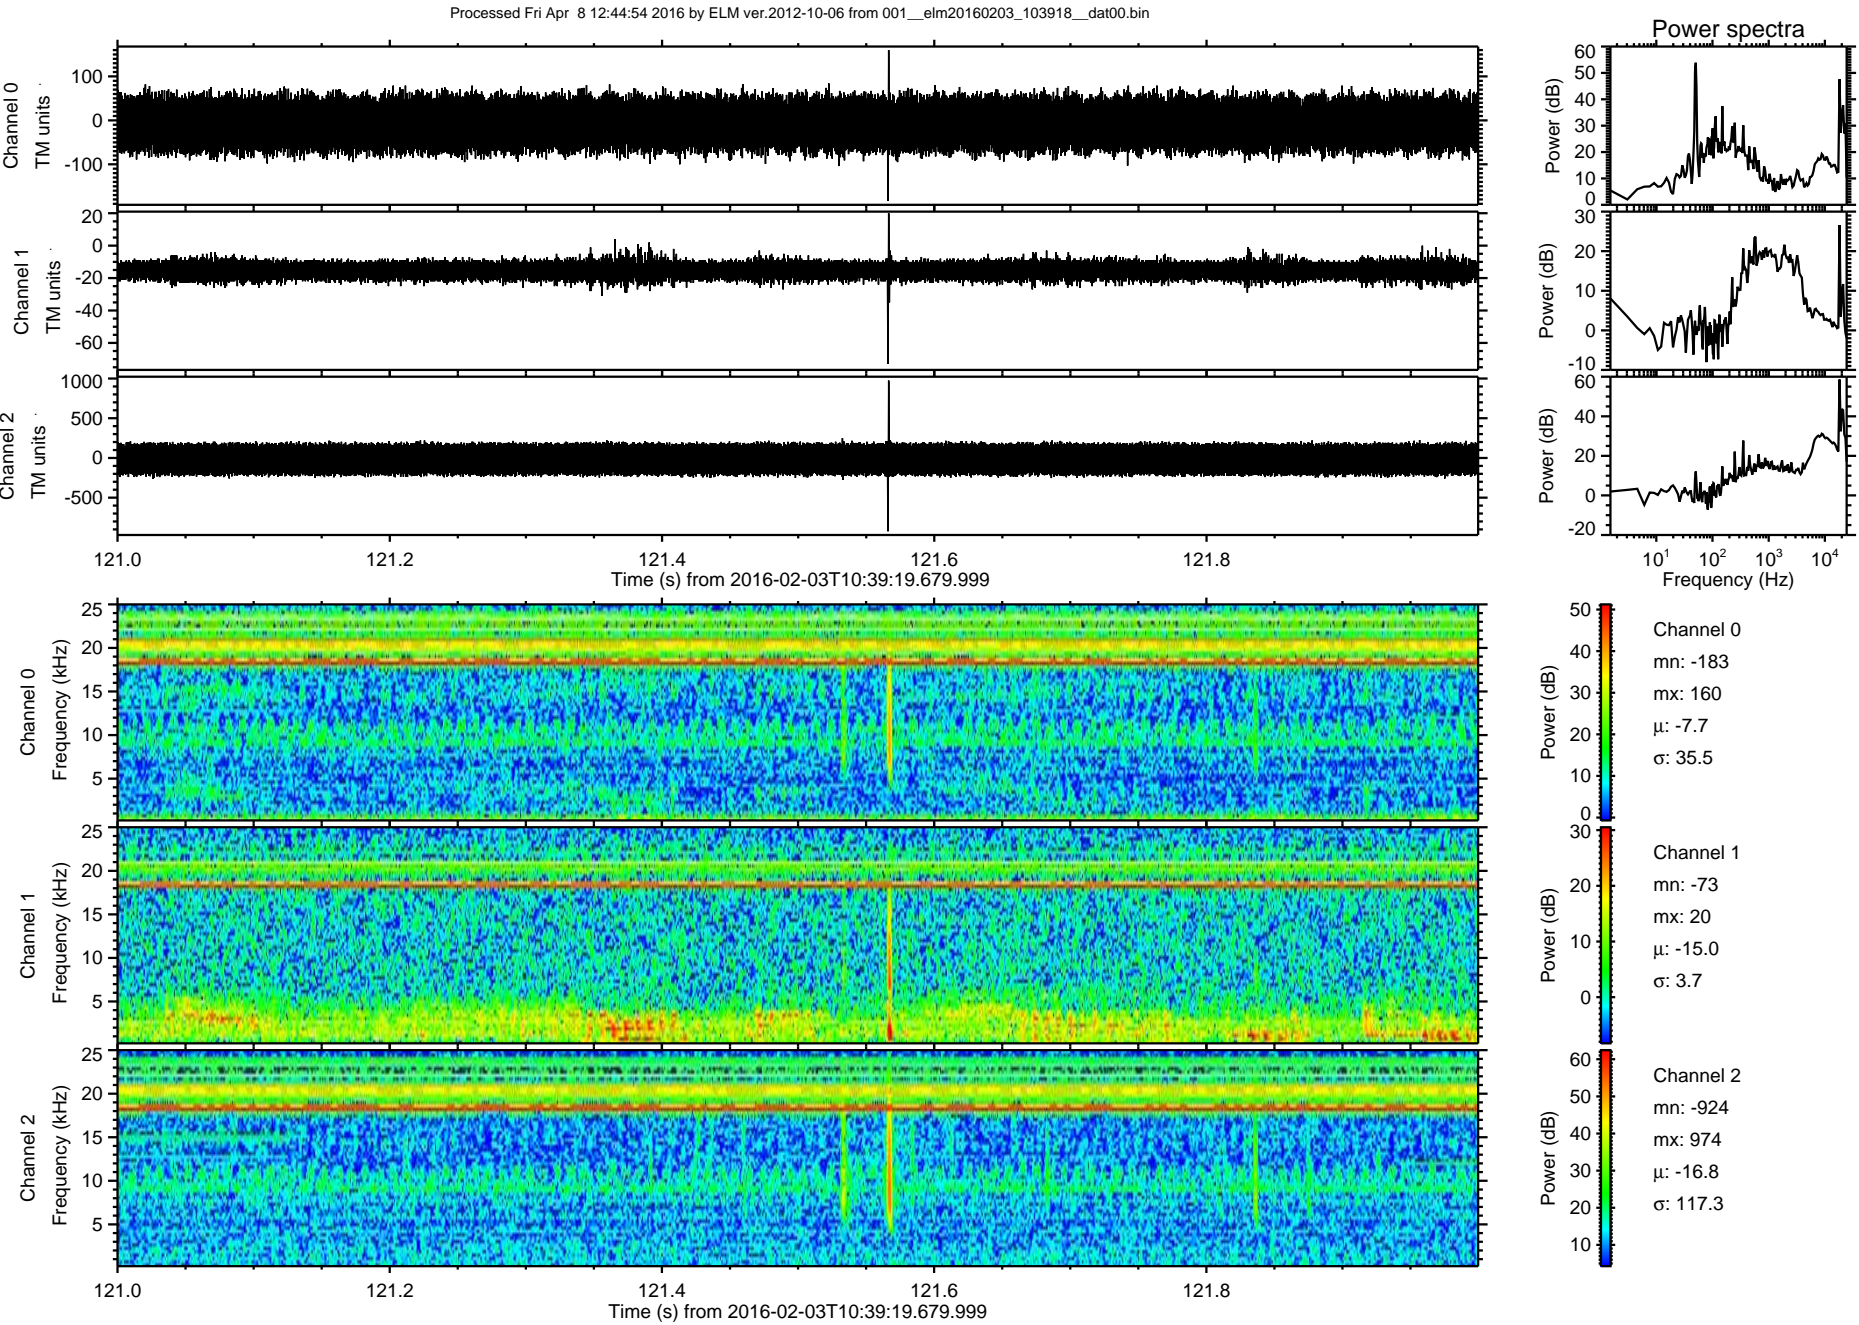 Processed Fri Apr  8 12:44:54 2016 by ELM ver.2012-10-06 from 001__elm20160203_103918__dat00.bin
Power spectra
Channel 0
TM units
100
0
-100
Power (dB)
60
50
40
30
20
10
0
Channel 1
TM units
20
0
-20
-40
-60
Power (dB)
30
20
10
0
-10
Channel 2
TM units
1000
500
0
-500
Power (dB)
60
40
20
0
-20
121.0 121.2 121.4 121.6 121.8
Time (s) from 2016-02-03T10:39:19.679.999
10¹ 10² 10³ 10⁴
Frequency (Hz)
Channel 0
Frequency (kHz)
25
20
15
10
5
Power (dB)
50
40
30
20
10
0
Channel 0
mn: -183
mx: 160
μ: -7.7
σ: 35.5
Channel 1
Frequency (kHz)
25
20
15
10
5
Power (dB)
30
20
10
0
Channel 1
mn: -73
mx: 20
μ: -15.0
σ: 3.7
Channel 2
Frequency (kHz)
25
20
15
10
5
Power (dB)
60
50
40
30
20
10
Channel 2
mn: -924
mx: 974
μ: -16.8
σ: 117.3
121.0 121.2 121.4 121.6 121.8
Time (s) from 2016-02-03T10:39:19.679.999